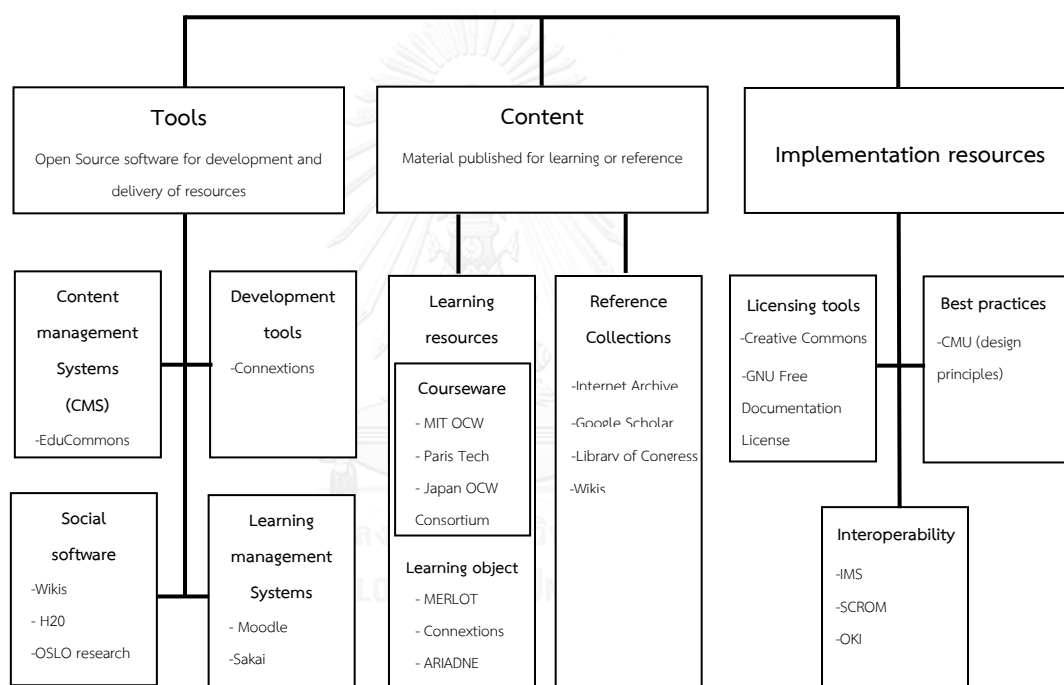 Tools
Open Source software for development and
delivery of resources
Content
Material published for learning or reference
Implementation resources
Content
management
Systems
(CMS)
-EduCommons
Development
tools
-Connextions
Social
software
-Wikis
- H20
-OSLO research
Learning
management
Systems
- Moodle
-Sakai
Learning
resources
Courseware
- MIT OCW
- Paris Tech
- Japan OCW
Consortium
Learning object
- MERLOT
- Connextions
- ARIADNE
Reference
Collections
-Internet Archive
-Google Scholar
-Library of Congress
-Wikis
Licensing tools
-Creative Commons
-GNU Free
Documentation
License
Best practices
-CMU (design
principles)
Interoperability
-IMS
-SCROM
-OKI